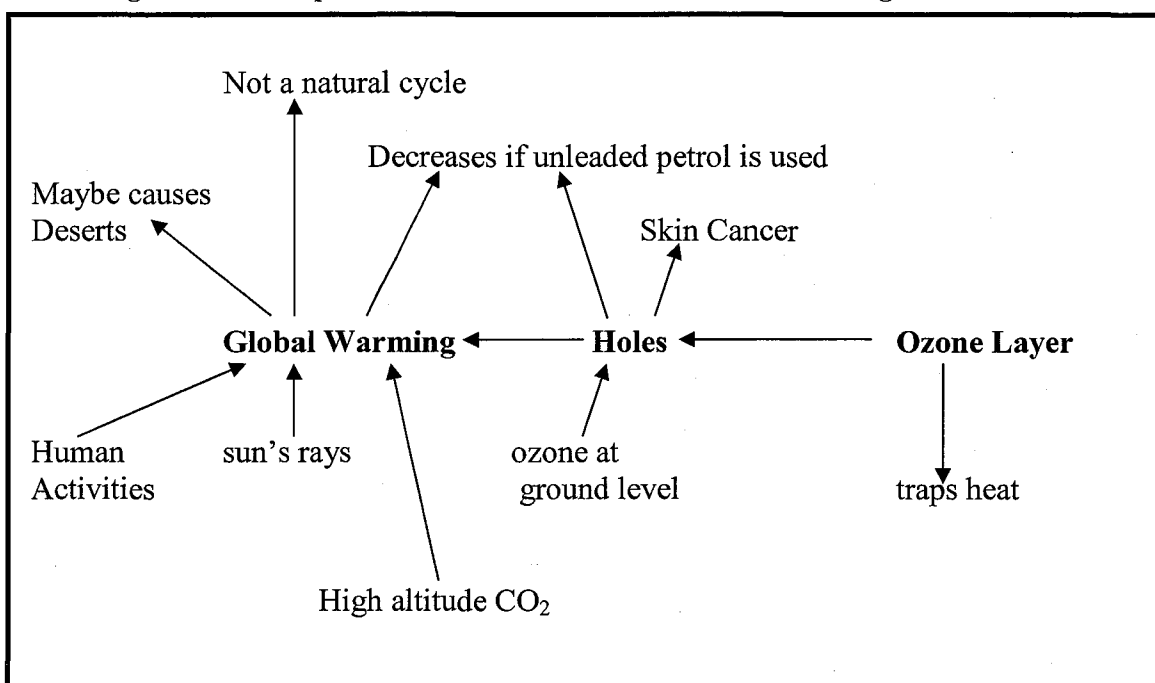 Not a natural cycle
Decreases if unleaded petrol is used
Maybe causes
Deserts
Skin Cancer
Global Warming
Holes
Ozone Layer
Human
Activities
sun's rays
ozone at
ground level
traps heat
High altitude CO₂